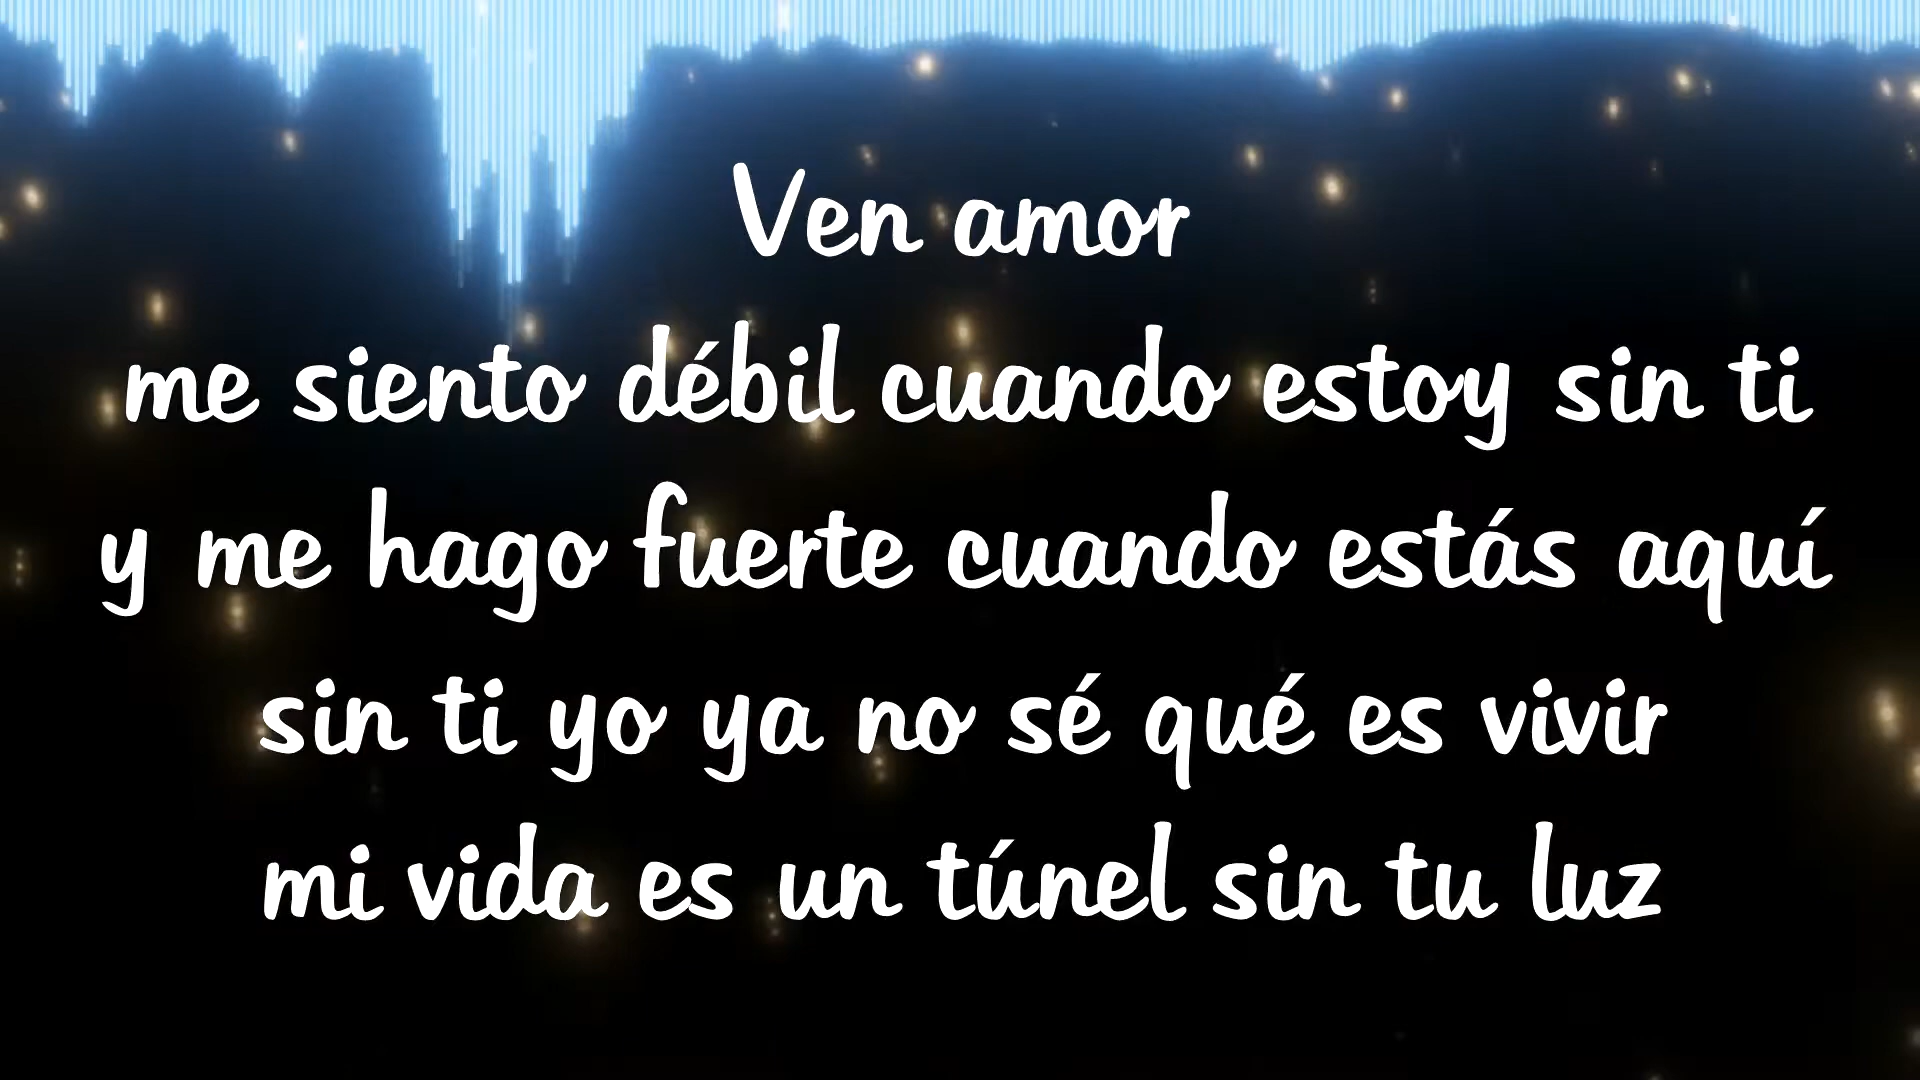 Ven amor
me siento débil cuando estoy sin ti
y me hago fuerte cuando estás aquí
sin ti yo ya no sé qué es vivir
mi vida es un túnel sin tu luz